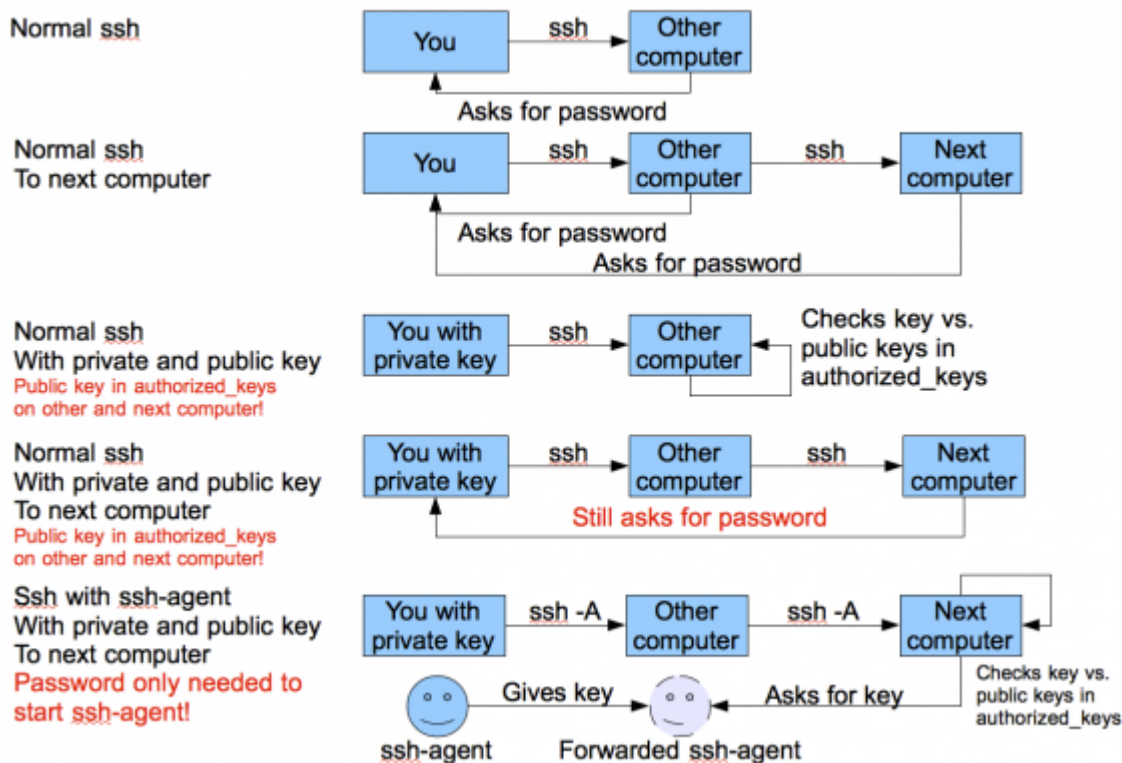 Normal ssh
You
ssh
Other
computer
Asks for password
Normal ssh
To next computer
You
ssh
Other
computer
ssh
Next
computer
Asks for password
Asks for password
Normal ssh
With private and public key
Public key in authorized_keys
on other and next computer!
You with
private key
ssh
Other
computer
Checks key vs.
public keys in
authorized_keys
Normal ssh
With private and public key
To next computer
Public key in authorized_keys
on other and next computer!
You with
private key
ssh
Other
computer
ssh
Next
computer
Still asks for password
Ssh with ssh-agent
With private and public key
To next computer
Password only needed to
start ssh-agent!
You with
private key
ssh -A
Other
computer
ssh -A
Next
computer
Checks key vs.
public keys in
authorized_keys
Gives key
Asks for key
ssh-agent
Forwarded ssh-agent